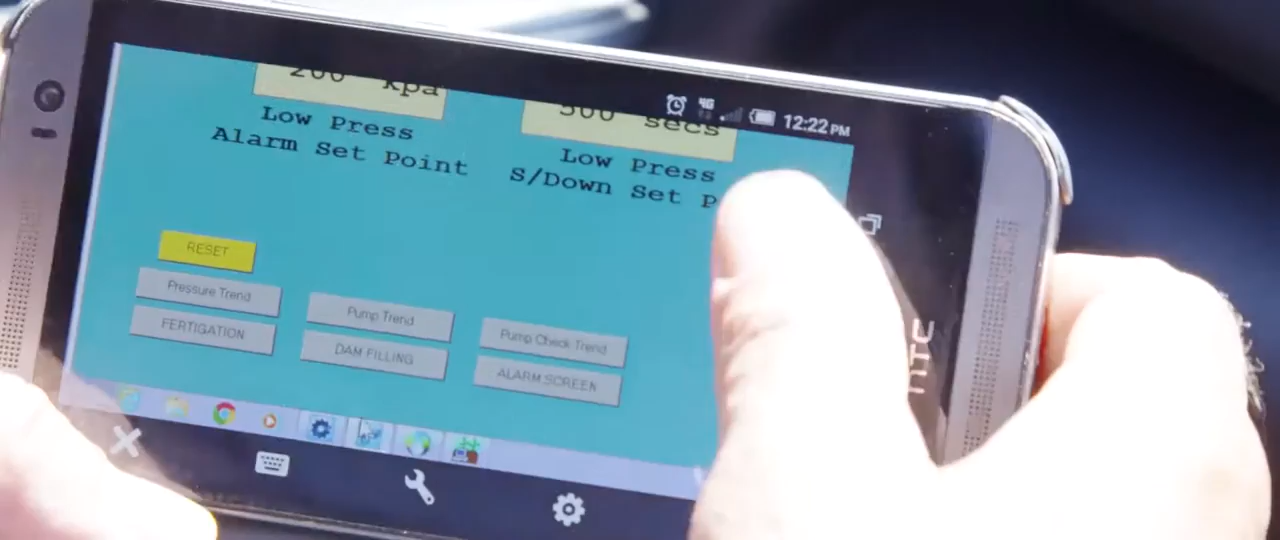 12:22 PM
4G
200 kpa
Low Press
Alarm Set Point
500 secs
Low Press
S/Down Set P
RESET
Pressure Trend
Pump Trend
Pump Check Trend
FERTIGATION
DAM FILLING
ALARM SCREEN
hTC